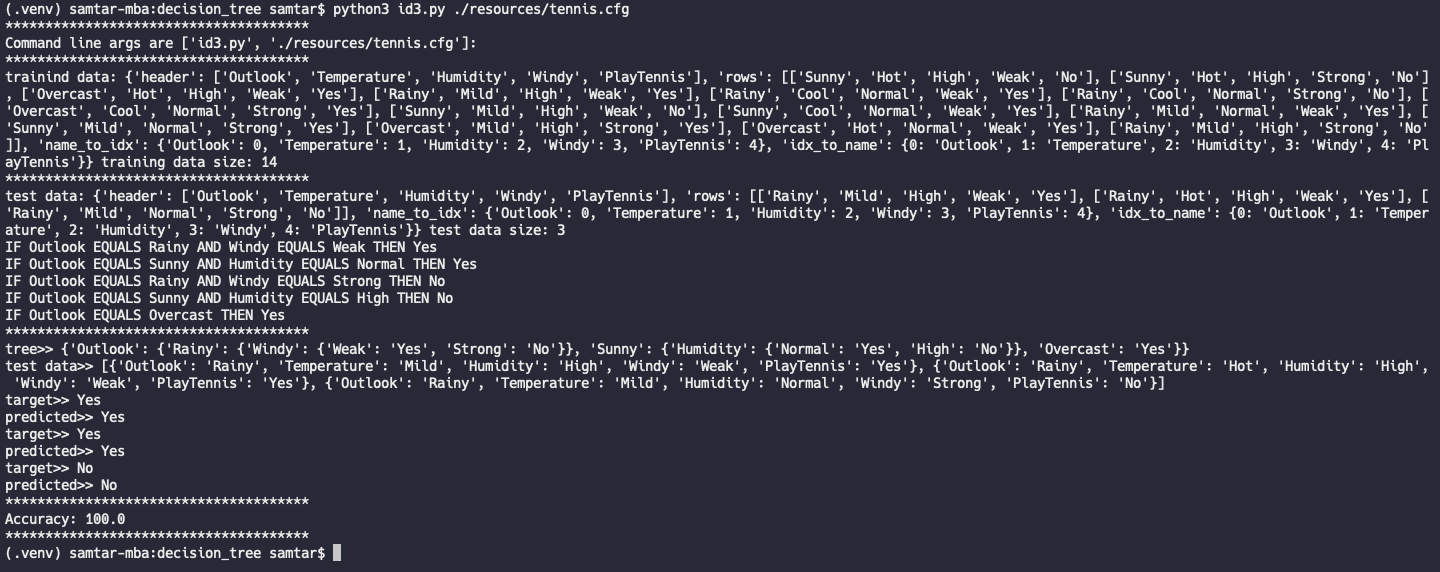 (.venv) samtar-mba:decision_tree samtar$ python3 id3.py ./resources/tennis.cfg
**************************************
Command line args are ['id3.py', './resources/tennis.cfg']:
**************************************
trainind data: {'header': ['Outlook', 'Temperature', 'Humidity', 'Windy', 'PlayTennis'], 'rows': [['Sunny', 'Hot', 'High', 'Weak', 'No'], ['Sunny', 'Hot', 'High', 'Strong', 'No']
, ['Overcast', 'Hot', 'High', 'Weak', 'Yes'], ['Rainy', 'Mild', 'High', 'Weak', 'Yes'], ['Rainy', 'Cool', 'Normal', 'Weak', 'Yes'], ['Rainy', 'Cool', 'Normal', 'Strong', 'No'], [
'Overcast', 'Cool', 'Normal', 'Strong', 'Yes'], ['Sunny', 'Mild', 'High', 'Weak', 'No'], ['Sunny', 'Cool', 'Normal', 'Weak', 'Yes'], ['Rainy', 'Mild', 'Normal', 'Weak', 'Yes'], [
'Sunny', 'Mild', 'Normal', 'Strong', 'Yes'], ['Overcast', 'Mild', 'High', 'Strong', 'Yes'], ['Overcast', 'Hot', 'Normal', 'Weak', 'Yes'], ['Rainy', 'Mild', 'High', 'Strong', 'No'
]], 'name_to_idx': {'Outlook': 0, 'Temperature': 1, 'Humidity': 2, 'Windy': 3, 'PlayTennis': 4}, 'idx_to_name': {0: 'Outlook', 1: 'Temperature', 2: 'Humidity', 3: 'Windy', 4: 'Pl
ayTennis'}} training data size: 14
**************************************
test data: {'header': ['Outlook', 'Temperature', 'Humidity', 'Windy', 'PlayTennis'], 'rows': [['Rainy', 'Mild', 'High', 'Weak', 'Yes'], ['Rainy', 'Hot', 'High', 'Weak', 'Yes'], [
'Rainy', 'Mild', 'Normal', 'Strong', 'No']], 'name_to_idx': {'Outlook': 0, 'Temperature': 1, 'Humidity': 2, 'Windy': 3, 'PlayTennis': 4}, 'idx_to_name': {0: 'Outlook', 1: 'Temper
ature', 2: 'Humidity', 3: 'Windy', 4: 'PlayTennis'}} test data size: 3
IF Outlook EQUALS Rainy AND Windy EQUALS Weak THEN Yes
IF Outlook EQUALS Sunny AND Humidity EQUALS Normal THEN Yes
IF Outlook EQUALS Rainy AND Windy EQUALS Strong THEN No
IF Outlook EQUALS Sunny AND Humidity EQUALS High THEN No
IF Outlook EQUALS Overcast THEN Yes
**************************************
tree>> {'Outlook': {'Rainy': {'Windy': {'Weak': 'Yes', 'Strong': 'No'}}, 'Sunny': {'Humidity': {'Normal': 'Yes', 'High': 'No'}}, 'Overcast': 'Yes'}}
test data>> [{'Outlook': 'Rainy', 'Temperature': 'Mild', 'Humidity': 'High', 'Windy': 'Weak', 'PlayTennis': 'Yes'}, {'Outlook': 'Rainy', 'Temperature': 'Hot', 'Humidity': 'High',
 'Windy': 'Weak', 'PlayTennis': 'Yes'}, {'Outlook': 'Rainy', 'Temperature': 'Mild', 'Humidity': 'Normal', 'Windy': 'Strong', 'PlayTennis': 'No'}]
target>> Yes
predicted>> Yes
target>> Yes
predicted>> Yes
target>> No
predicted>> No
**************************************
Accuracy: 100.0
**************************************
(.venv) samtar-mba:decision_tree samtar$